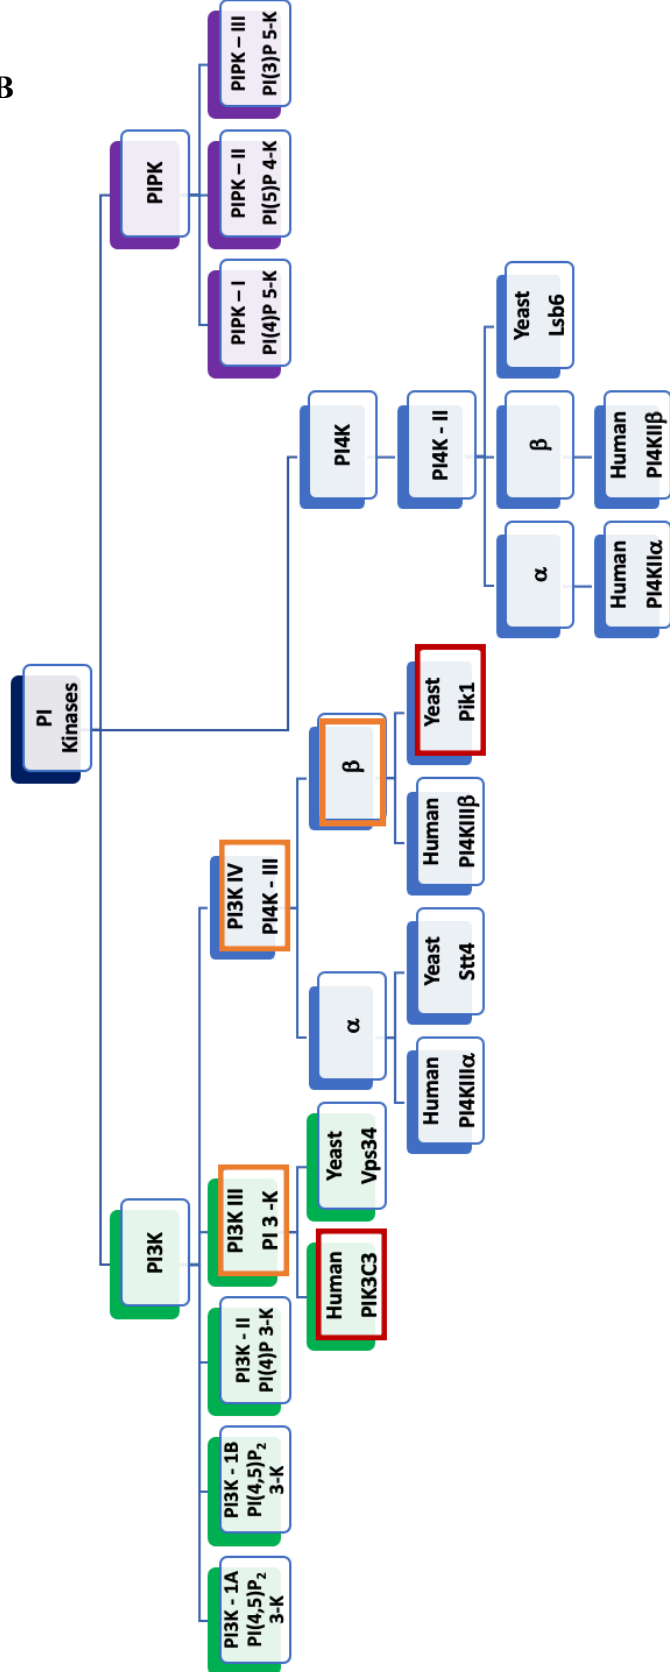 B
PI
Kinases
PI3K
PIPK
PI3K - 1A
PI(4,5)P₂
3-K
PI3K - 1B
PI(4,5)P₂
3-K
PI3K - II
PI(4)P 3-K
PI3K III
PI 3 -K
PI3K IV
PI4K - III
PIPK – I
PI(4)P 5-K
PIPK – II
PI(5)P 4-K
PIPK – III
PI(3)P 5-K
Human
PIK3C3
Yeast
Vps34
α
β
PI4K
Human
PI4KIIIα
Yeast
Stt4
Human
PI4KIIIβ
Yeast
Pik1
PI4K - II
α
β
Yeast
Lsb6
Human
PI4KIIα
Human
PI4KIIβ